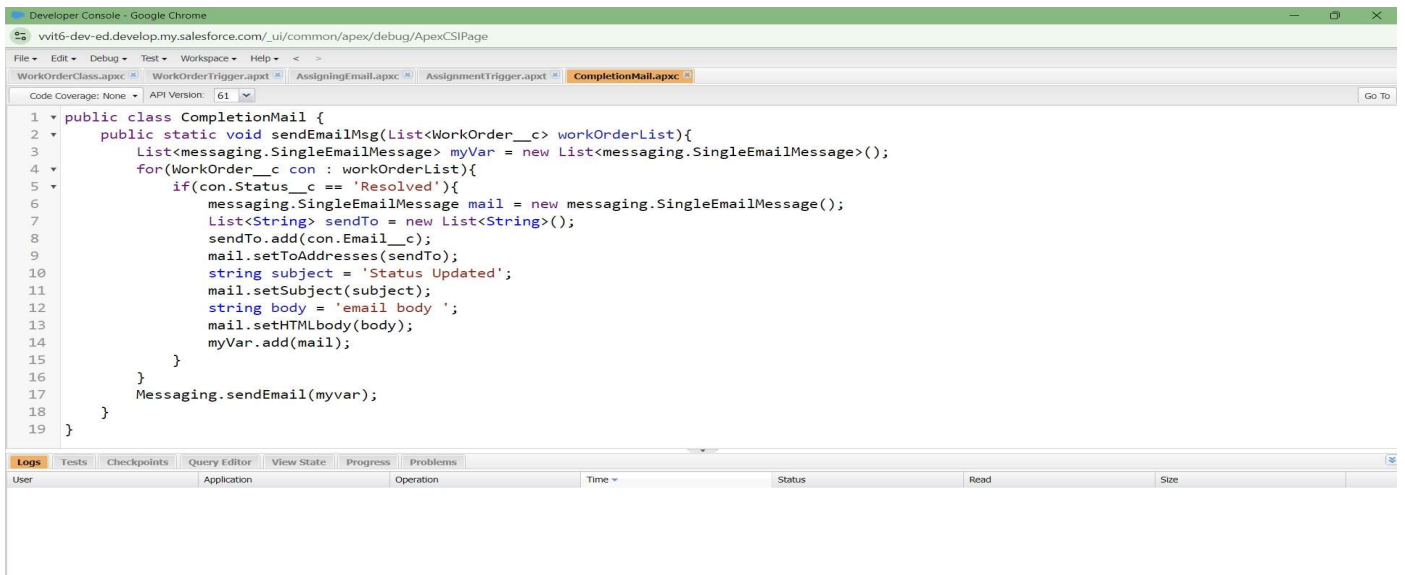 Developer Console - Google Chrome
vvit6-dev-ed.develop.my.salesforce.com/_ui/common/apex/debug/ApexCSIPage
File Edit Debug Test Workspace Help < >
WorkOrderClass.apxc WorkOrderTrigger.apxt AssigningEmail.apxc AssignmentTrigger.apxt CompletionMail.apxc
Code Coverage: None API Version: 61 Go To
1 public class CompletionMail {
2 public static void sendEmailMsg(List<WorkOrder__c> workOrderList){
3 List<messaging.SingleEmailMessage> myVar = new List<messaging.SingleEmailMessage>();
4 for(WorkOrder__c con : workOrderList){
5 if(con.Status__c == 'Resolved'){
6 messaging.SingleEmailMessage mail = new messaging.SingleEmailMessage();
7 List<String> sendTo = new List<String>();
8 sendTo.add(con.Email__c);
9 mail.setToAddresses(sendTo);
10 string subject = 'Status Updated';
11 mail.setSubject(subject);
12 string body = 'email body ';
13 mail.setHTMLbody(body);
14 myVar.add(mail);
15 }
16 }
17 Messaging.sendEmail(myvar);
18 }
19 }
Logs Tests Checkpoints Query Editor View State Progress Problems
User Application Operation Time Status Read Size